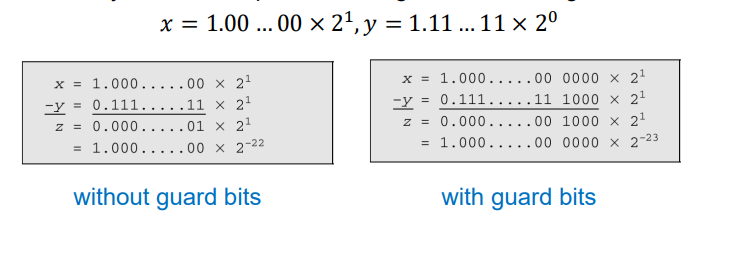 x = 1.00 … 00 × 2¹, y = 1.11 … 11 × 2⁰
x = 1.000.....00 × 2¹
-y = 0.111.....11 × 2¹
z = 0.000.....01 × 2¹
= 1.000.....00 × 2⁻²²
without guard bits
x = 1.000.....00 0000 × 2¹
-y = 0.111.....11 1000 × 2¹
z = 0.000.....00 1000 × 2¹
= 1.000.....00 0000 × 2⁻²³
with guard bits